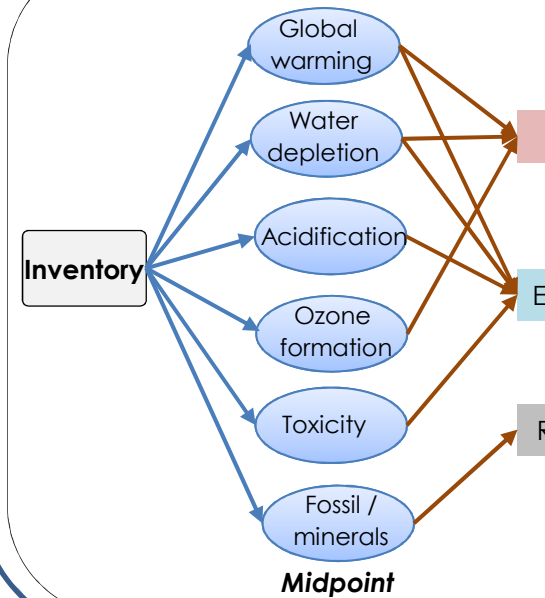 Global
warming
Water
depletion
Acidification
Inventory
Ozone
formation
Toxicity
Fossil /
minerals
Midpoint
E
R